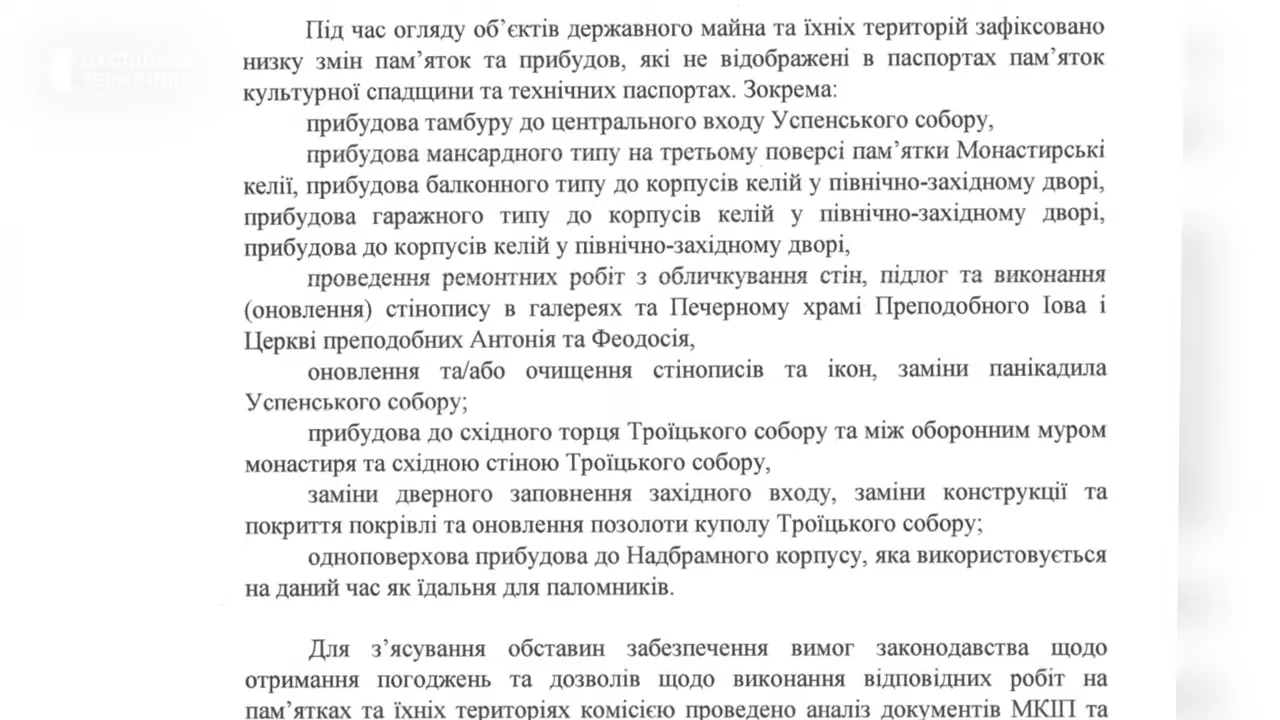 Під час огляду об’єктів державного майна та їхніх територій зафіксовано
низку змін пам’яток та прибудов, які не відображені в паспортах пам’яток
культурної спадщини та технічних паспортах. Зокрема:
прибудова тамбуру до центрального входу Успенського собору,
прибудова мансардного типу на третьому поверсі пам’ятки Монастирські
келії, прибудова балконного типу до корпусів келій у північно-західному дворі,
прибудова гаражного типу до корпусів келій у північно-західному дворі,
прибудова до корпусів келій у північно-західному дворі,
проведення ремонтних робіт з обличкування стін, підлог та виконання
(оновлення) стінопису в галереях та Печерному храмі Преподобного Іова і
Церкві преподобних Антонія та Феодосія,
оновлення та/або очищення стінописів та ікон, заміни панікадила
Успенського собору;
прибудова до східного торця Троїцького собору та між оборонним муром
монастиря та східною стіною Троїцького собору,
заміни дверного заповнення західного входу, заміни конструкції та
покриття покрівлі та оновлення позолоти куполу Троїцького собору;
одноповерхова прибудова до Надбрамного корпусу, яка використовується
на даний час як їдальня для паломників.
Для з’ясування обставин забезпечення вимог законодавства щодо
отримання погоджень та дозволів щодо виконання відповідних робіт на
пам’ятках та їхніх територіях комісією проведено аналіз документів МКІП та